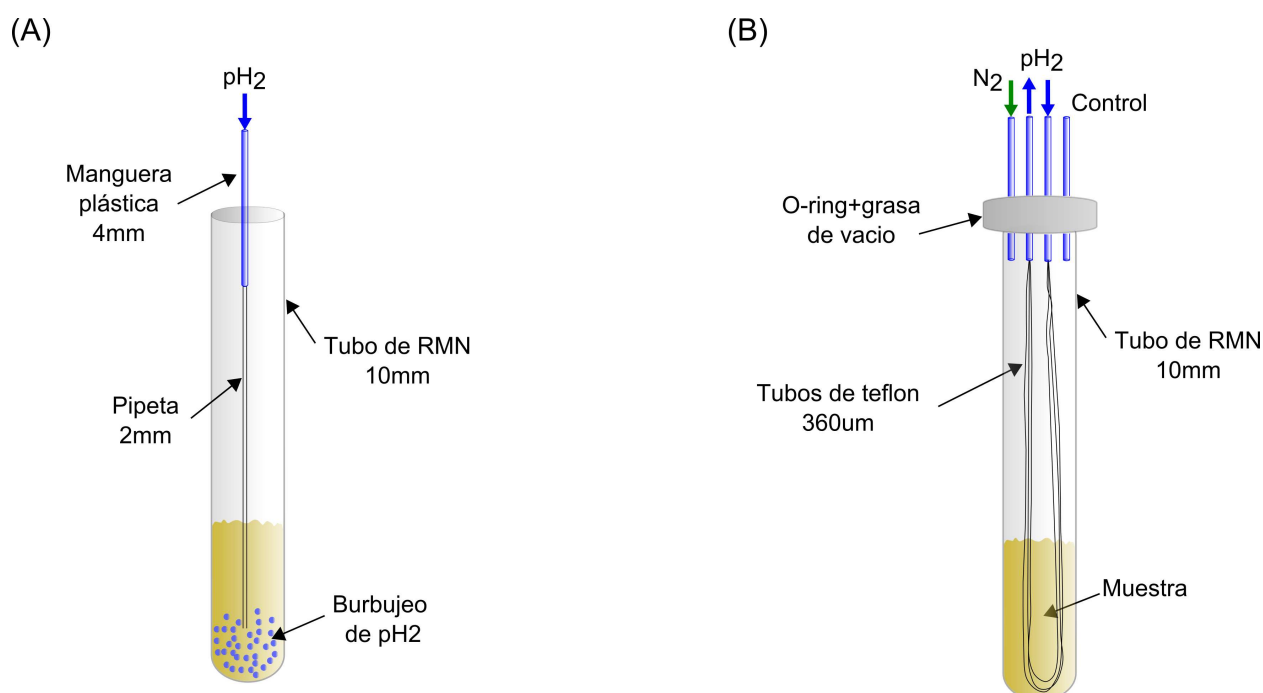 (A)
pH2
Manguera
plástica
4mm
Tubo de RMN
10mm
Pipeta
2mm
Burbujeo
de pH2
(B)
N2
pH2
Control
O-ring+grasa
de vacio
Tubo de RMN
10mm
Tubos de teflon
360um
Muestra